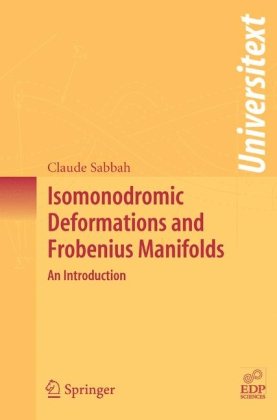 Universitext
Claude Sabbah
Isomonodromic
Deformations and
Frobenius Manifolds
An Introduction
Springer
EDP
SCIENCES